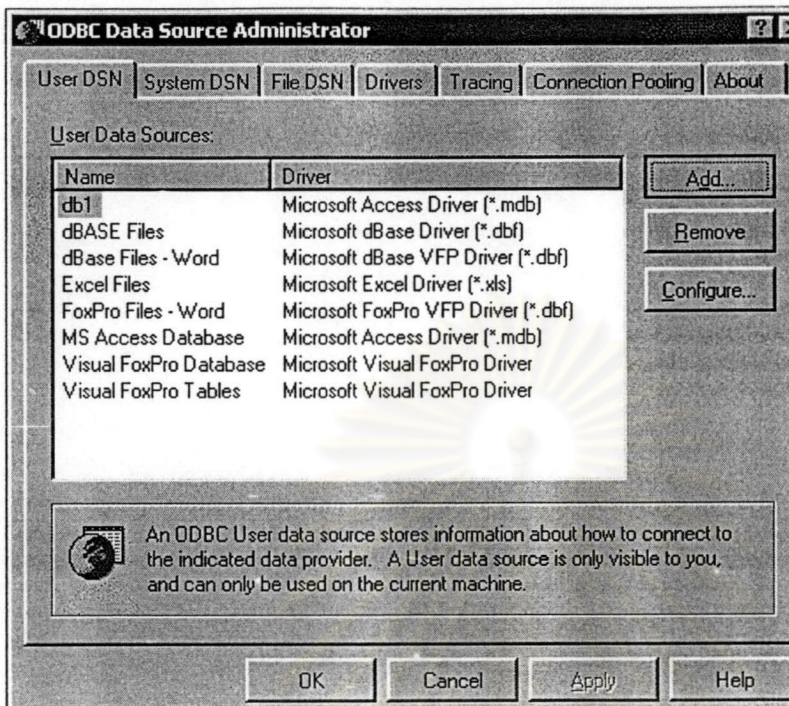 ODBC Data Source Administrator
User DSN System DSN File DSN Drivers Tracing Connection Pooling About
User Data Sources:
Name Driver
db1 Microsoft Access Driver (*.mdb)
dBASE Files Microsoft dBase Driver (*.dbf)
dBase Files - Word Microsoft dBase VFP Driver (*.dbf)
Excel Files Microsoft Excel Driver (*.xls)
FoxPro Files - Word Microsoft FoxPro VFP Driver (*.dbf)
MS Access Database Microsoft Access Driver (*.mdb)
Visual FoxPro Database Microsoft Visual FoxPro Driver
Visual FoxPro Tables Microsoft Visual FoxPro Driver
Add...
Remove
Configure...
An ODBC User data source stores information about how to connect to
the indicated data provider. A User data source is only visible to you,
and can only be used on the current machine.
OK Cancel Apply Help